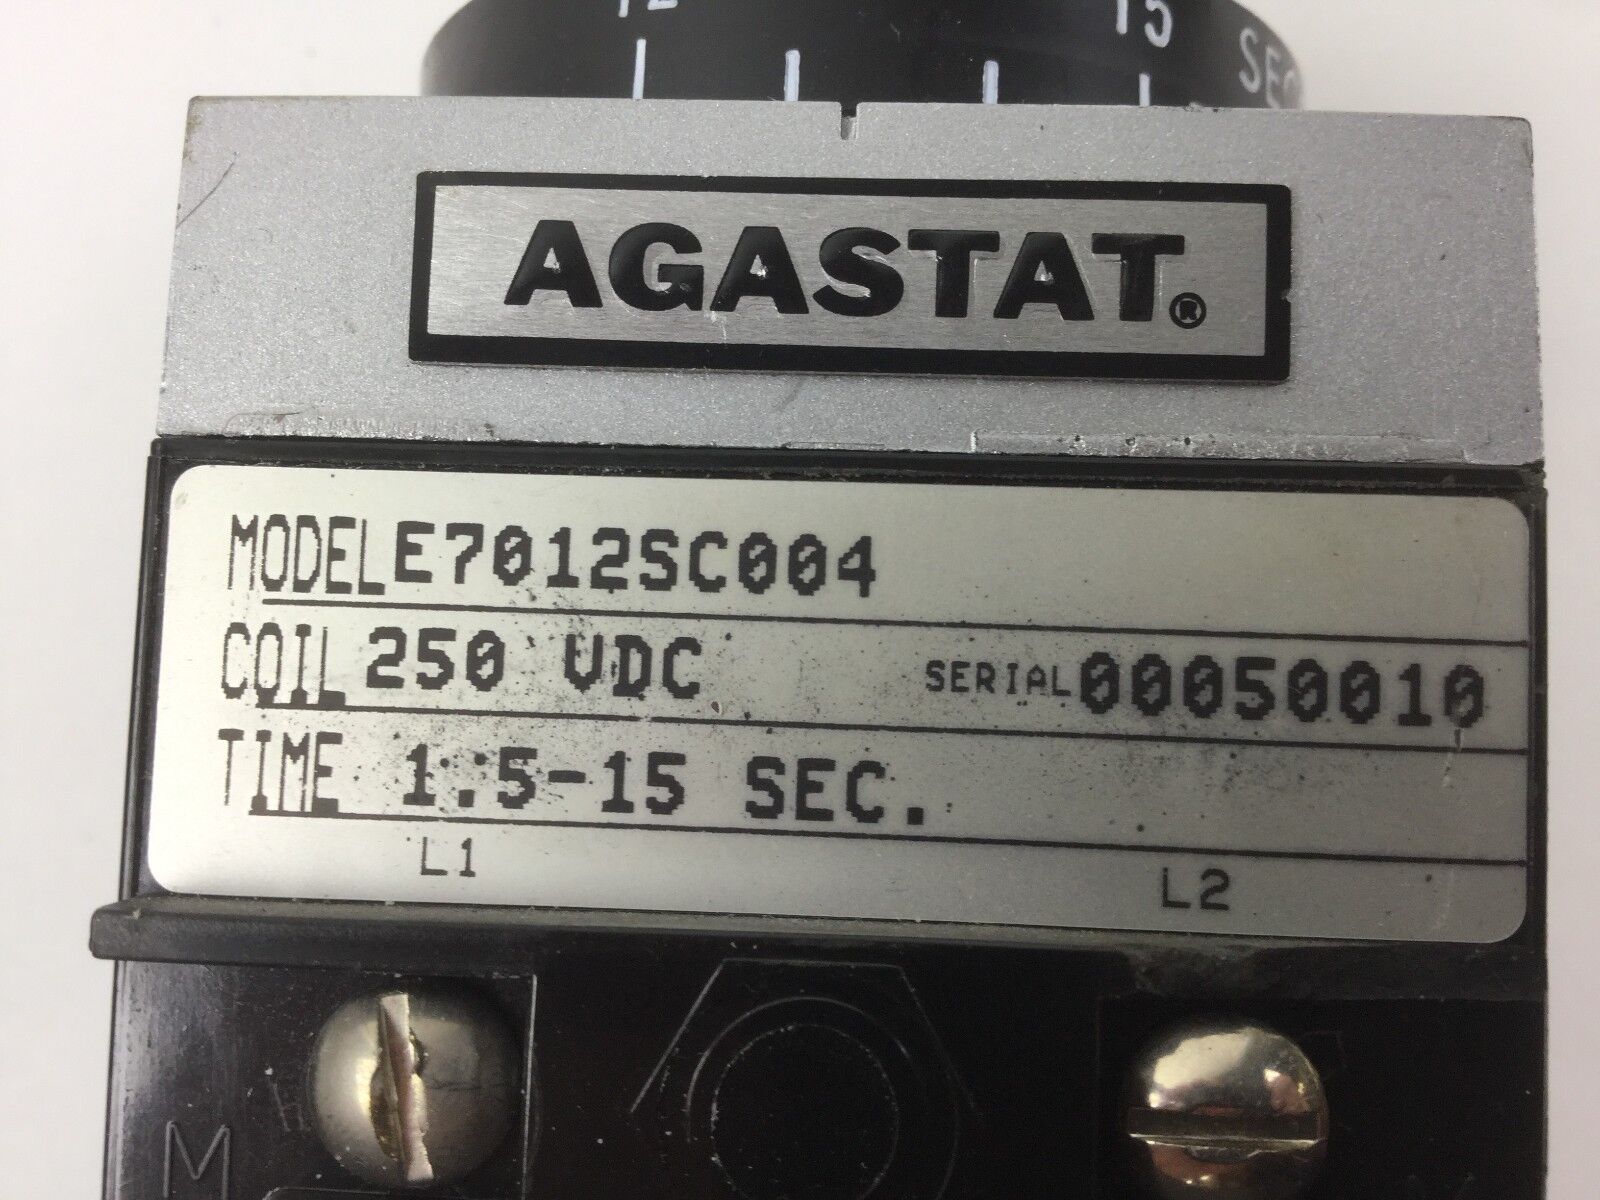 12 15 SEC
AGASTAT®
MODEL E7012SC004
COIL 250 VDC SERIAL 00050010
TIME 1.5-15 SEC.
L1 L2
M